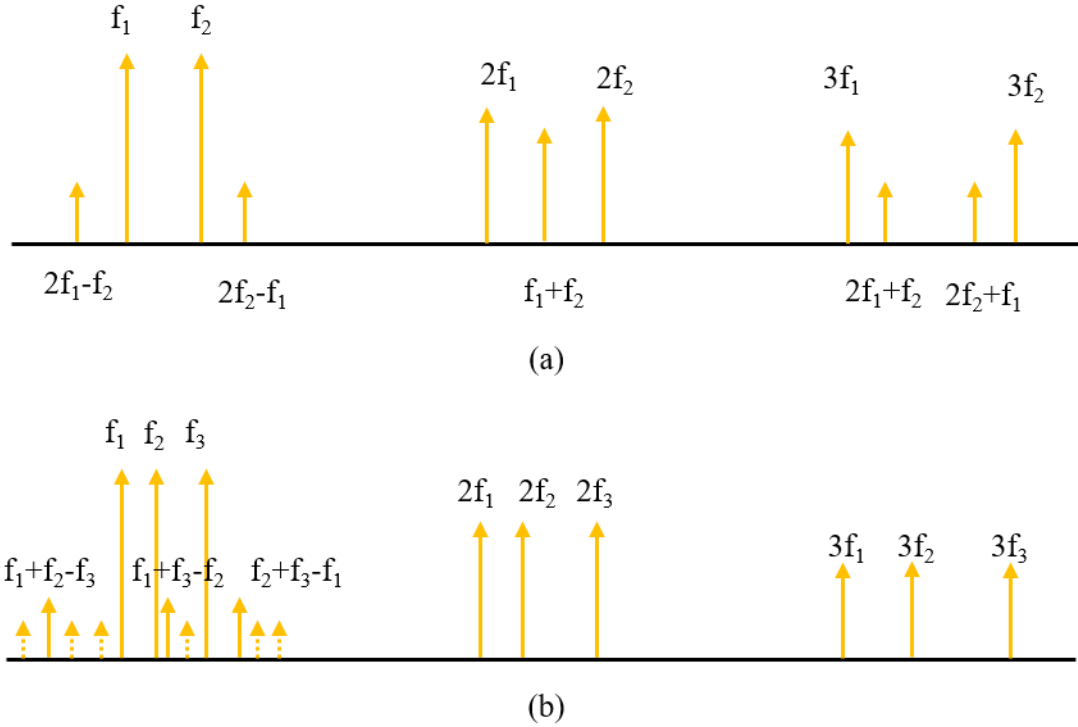 f₁ f₂
2f₁ 2f₂ 3f₁ 3f₂
2f₁-f₂ 2f₂-f₁ f₁+f₂ 2f₁+f₂ 2f₂+f₁
(a)
f₁ f₂ f₃
2f₁ 2f₂ 2f₃
3f₁ 3f₂ 3f₃
f₁+f₂-f₃ f₁+f₃-f₂ f₂+f₃-f₁
(b)